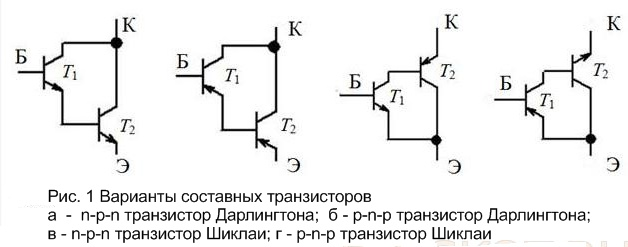 К К К К
Б Б Б Б
T₁ T₁ T₁ T₁
T₂ T₂ T₂ T₂
Э Э Э Э
Рис. 1 Варианты составных транзисторов
а - n-p-n транзистор Дарлингтона; б - p-n-p транзистор Дарлингтона;
в - n-p-n транзистор Шиклаи; г - p-n-p транзистор Шиклаи